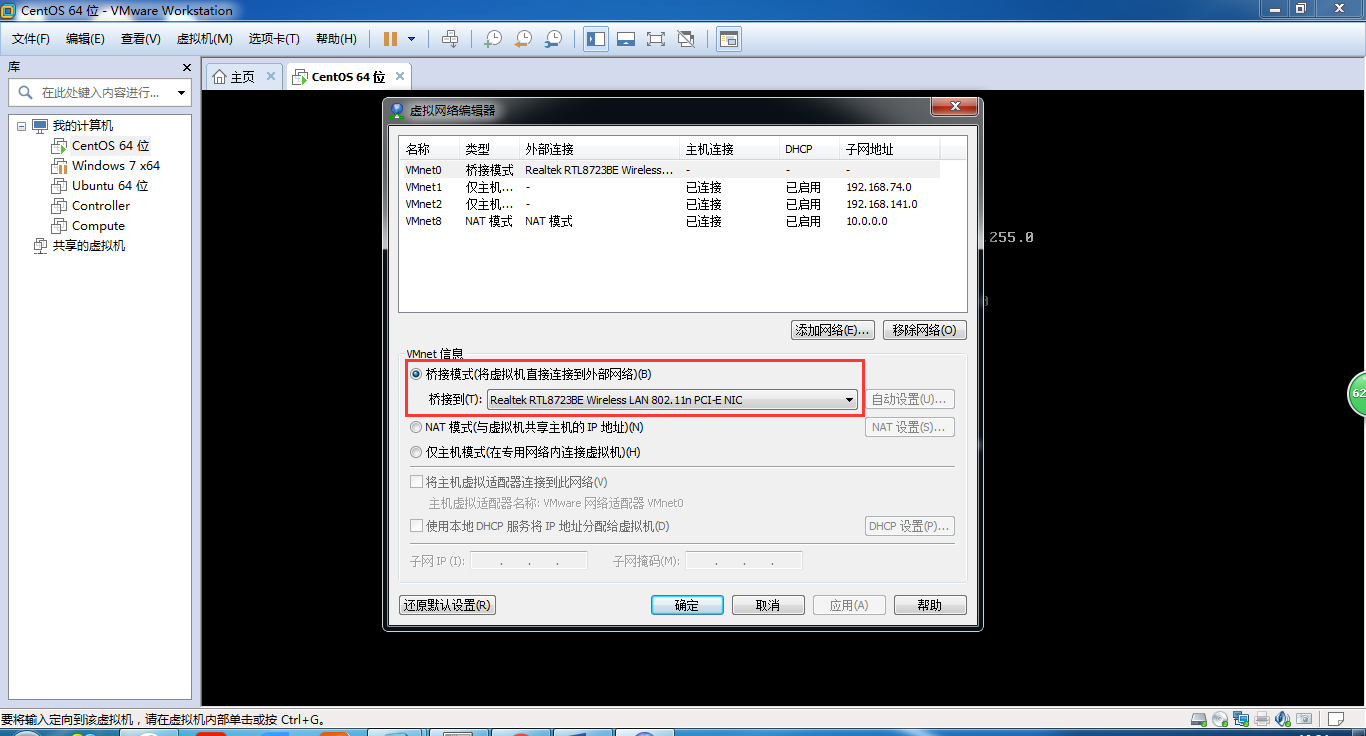 CentOS 64 位 - VMware Workstation
文件(F) 编辑(E) 查看(V) 虚拟机(M) 选项卡(T) 帮助(H)
库
在此处键入内容进行...
我的计算机
CentOS 64 位
Windows 7 x64
Ubuntu 64 位
Controller
Compute
共享的虚拟机
主页 CentOS 64 位
虚拟网络编辑器
名称 类型 外部连接 主机连接 DHCP 子网地址
VMnet0 桥接模式 Realtek RTL8723BE Wireless... - - -
VMnet1 仅主机... - 已连接 已启用 192.168.74.0
VMnet2 仅主机... - 已连接 已启用 192.168.141.0
VMnet8 NAT 模式 NAT 模式 已连接 已启用 10.0.0.0
.255.0
添加网络(E)... 移除网络(O)
VMnet 信息
桥接模式(将虚拟机直接连接到外部网络)(B)
桥接到(T): Realtek RTL8723BE Wireless LAN 802.11n PCI-E NIC 自动设置(U)...
NAT 模式(与虚拟机共享主机的 IP 地址)(N) NAT 设置(S)...
仅主机模式(在专用网络内连接虚拟机)(H)
将主机虚拟适配器连接到此网络(V)
主机虚拟适配器名称: VMware 网络适配器 VMnet0
使用本地 DHCP 服务将 IP 地址分配给虚拟机(D) DHCP 设置(P)...
子网 IP (I): . . . 子网掩码(M): . . .
还原默认设置(R) 确定 取消 应用(A) 帮助
62
要将输入定向到该虚拟机，请在虚拟机内部单击或按 Ctrl+G。